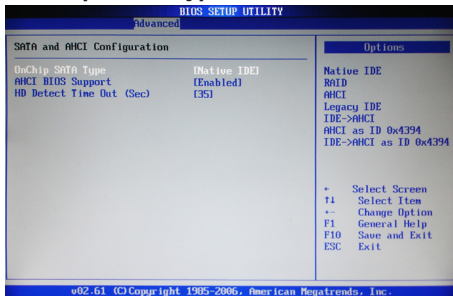 BIOS SETUP UTILITY
Advanced
SATA and AHCI Configuration
OnChip SATA Type [Native IDE]
AHCI BIOS Support [Enabled]
HD Detect Time Out (Sec) [35]
Options
Native IDE
RAID
AHCI
Legacy IDE
IDE->AHCI
AHCI as ID 0x4394
IDE->AHCI as ID 0x4394
← Select Screen
↑↓ Select Item
+- Change Option
F1 General Help
F10 Save and Exit
ESC Exit
v02.61 (C)Copyright 1985-2006, American Megatrends, Inc.